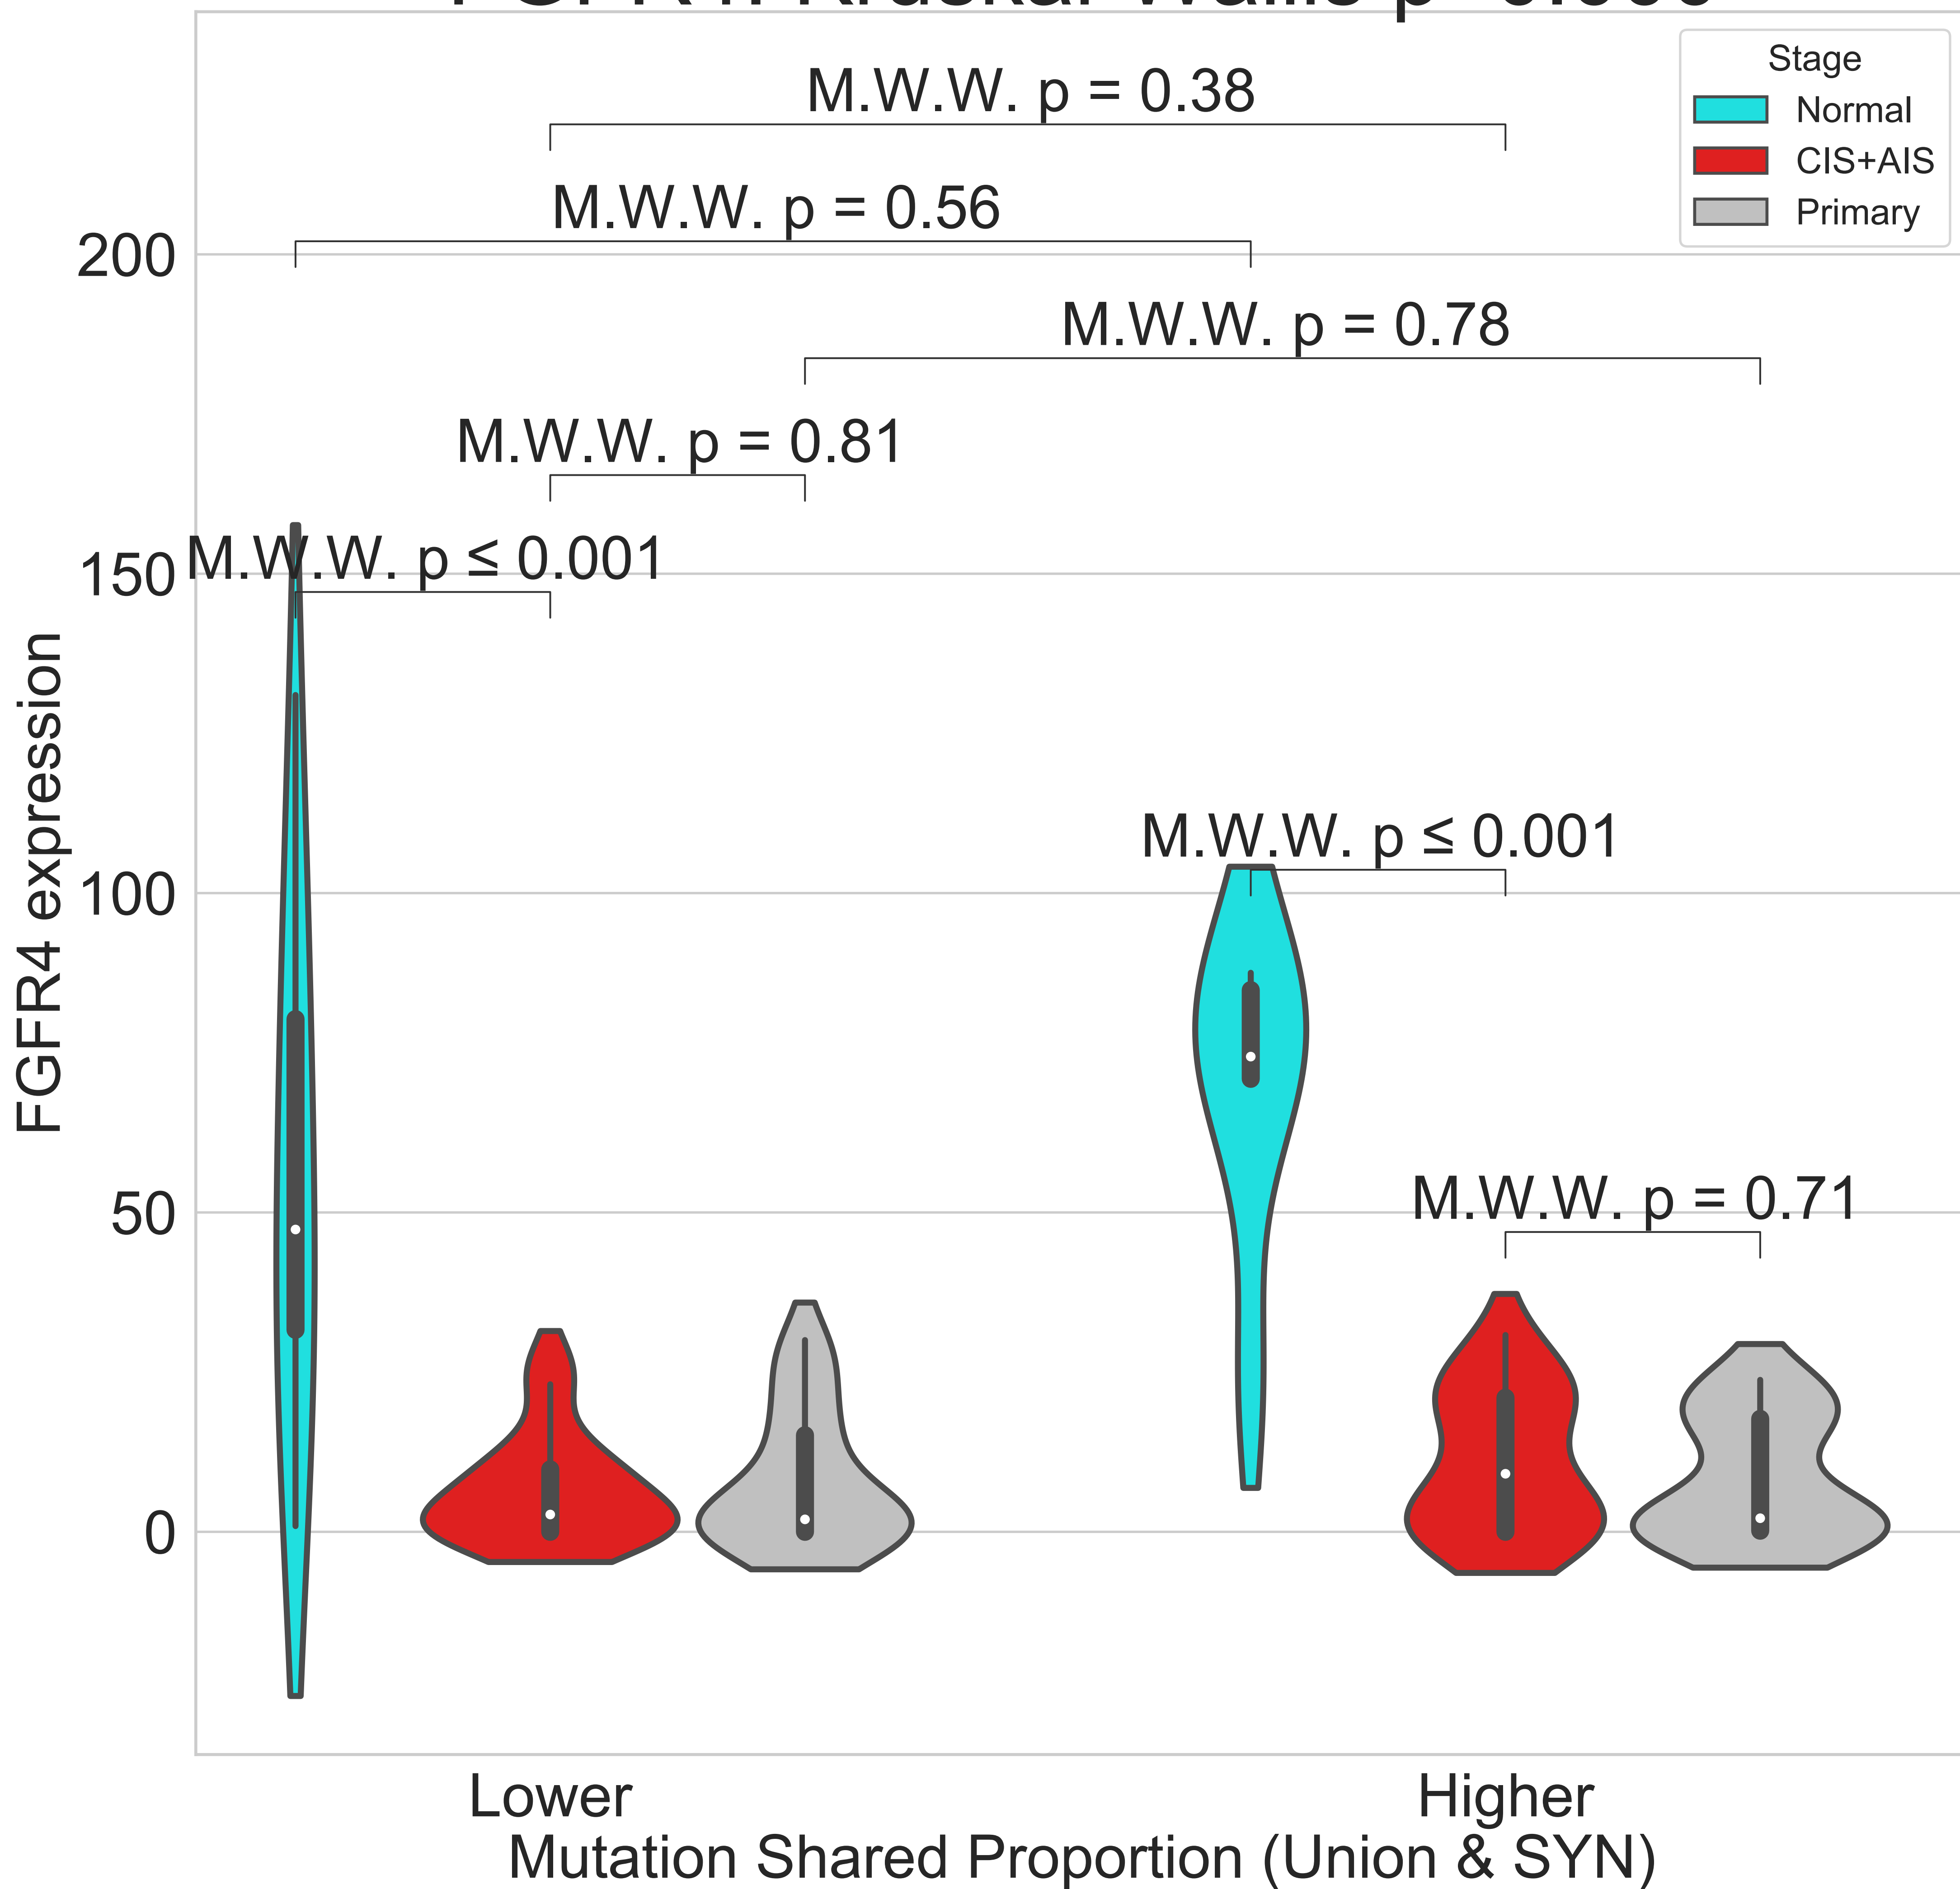 Stage
Normal
CIS+AIS
Primary
M.W.W. p = 0.38
M.W.W. p = 0.56
M.W.W. p = 0.78
M.W.W. p = 0.81
M.W.W. p ≤ 0.001
M.W.W. p ≤ 0.001
M.W.W. p = 0.71
200
150
100
50
0
FGFR4 expression
Lower
Higher
Mutation Shared Proportion (Union & SYN)